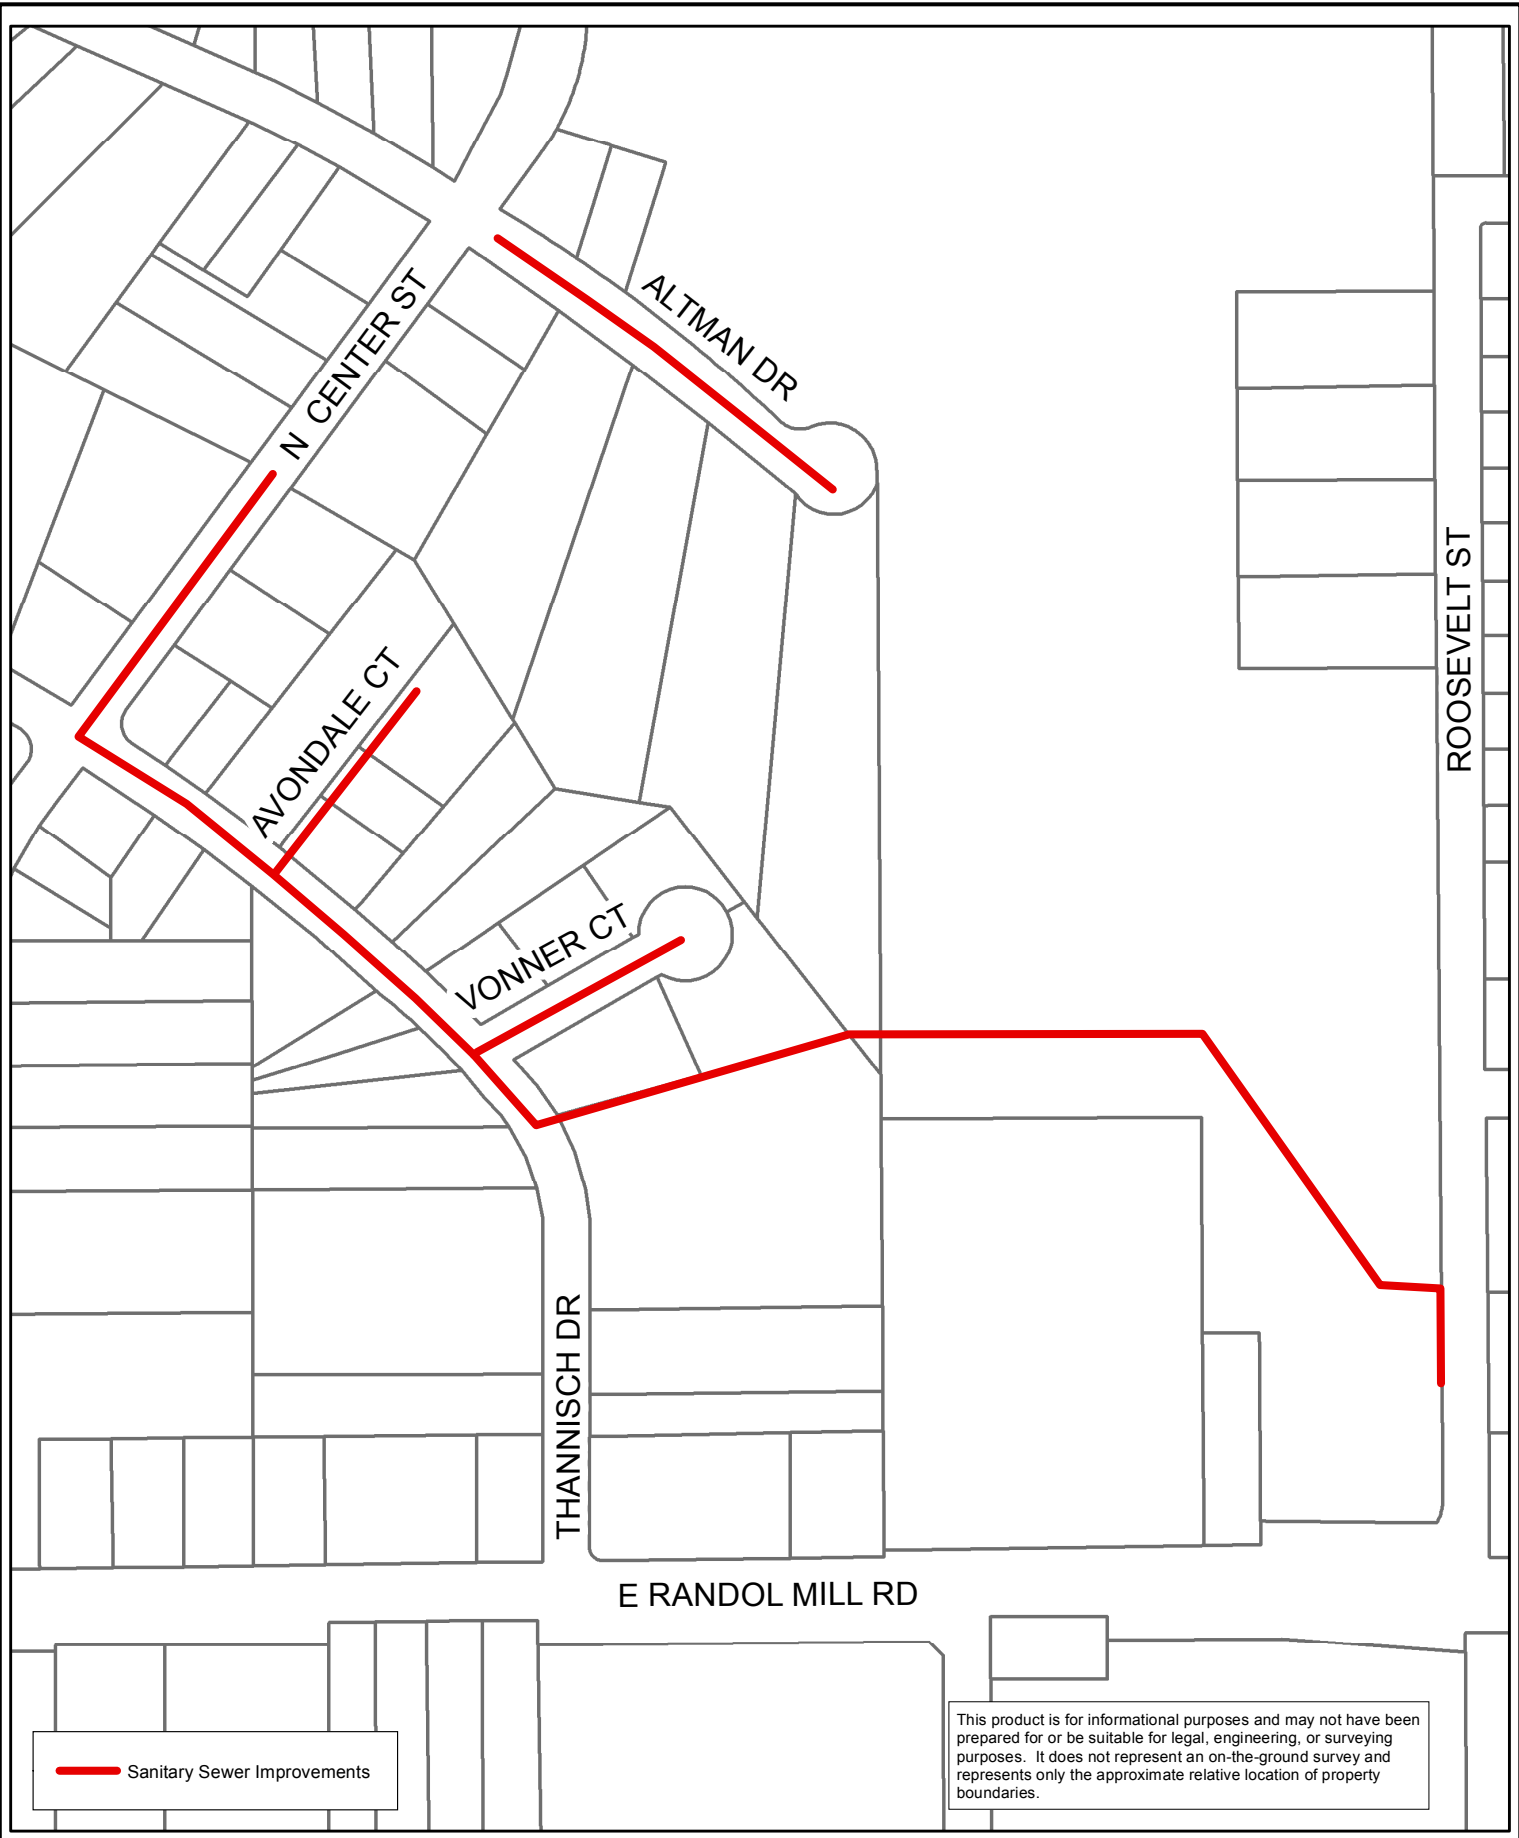 ALTMAN DR
N CENTER ST
ROOSEVELT ST
AVONDALE CT
VONNER CT
THANNISCH DR
E RANDOL MILL RD
Sanitary Sewer Improvements
This product is for informational purposes and may not have been
prepared for or be suitable for legal, engineering, or surveying
purposes. It does not represent an on-the-ground survey and
represents only the approximate relative location of property
boundaries.